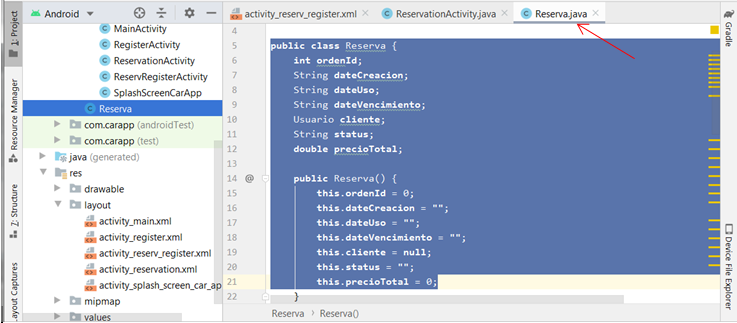 Android
activity_reserv_register.xml
ReservationActivity.java
Reserva.java
1: Project
Resource Manager
Z: Structure
Layout Captures
MainActivity
RegisterActivity
ReservationActivity
ReservRegisterActivity
SplashScreenCarApp
Reserva
com.carapp (androidTest)
com.carapp (test)
java (generated)
res
drawable
layout
activity_main.xml
activity_register.xml
activity_reserv_register.xml
activity_reservation.xml
activity_splash_screen_car_ap
mipmap
values
4
5 public class Reserva {
6 int ordenId;
7 String dateCreacion;
8 String dateUso;
9 String dateVencimiento;
10 Usuario cliente;
11 String status;
12 double precioTotal;
13
14 @ public Reserva() {
15 this.ordenId = 0;
16 this.dateCreacion = "";
17 this.dateUso = "";
18 this.dateVencimiento = "";
19 this.cliente = null;
20 this.status = "";
21 this.precioTotal = 0;
22 }
Reserva › Reserva()
Gradle
Device File Explorer